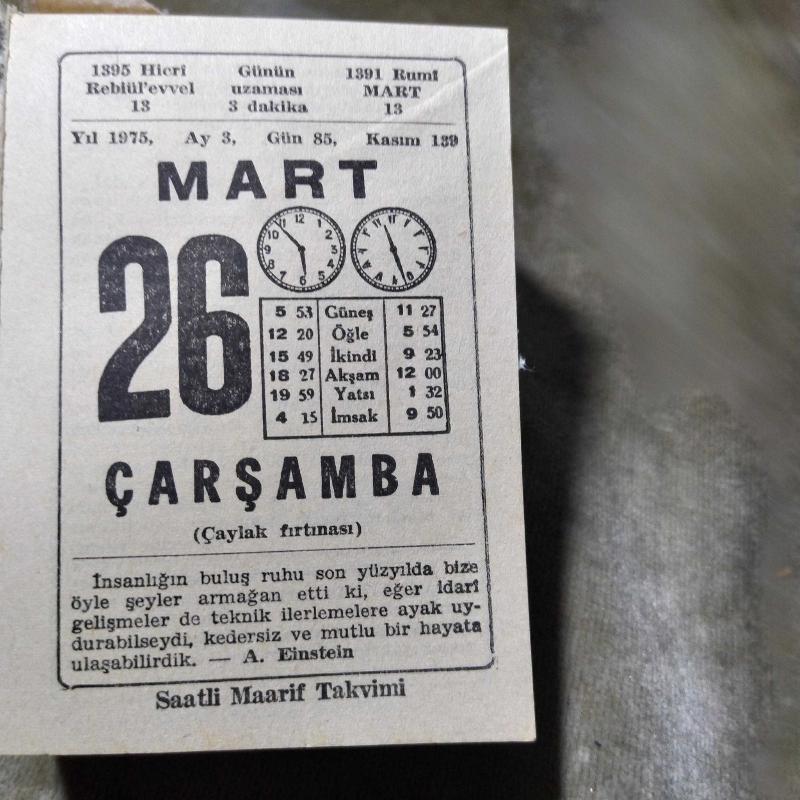 1395 Hicrî Günün 1391 Rumî
Rebiül'evvel uzaması MART
13 3 dakika 13
Yıl 1975, Ay 3, Gün 85, Kasım 139
MART
26
5 53 Güneş 11 27
12 20 Öğle 5 54
15 49 İkindi 9 23
18 27 Akşam 12 00
19 59 Yatsı 1 32
4 15 İmsak 9 50
ÇARŞAMBA
(Çaylak fırtınası)
İnsanlığın buluş ruhu son yüzyılda bize
öyle şeyler armağan etti ki, eğer idarî
gelişmeler de teknik ilerlemelere ayak uy-
durabilseydi, kedersiz ve mutlu bir hayata
ulaşabilirdik. — A. Einstein
Saatli Maarif Takvimi